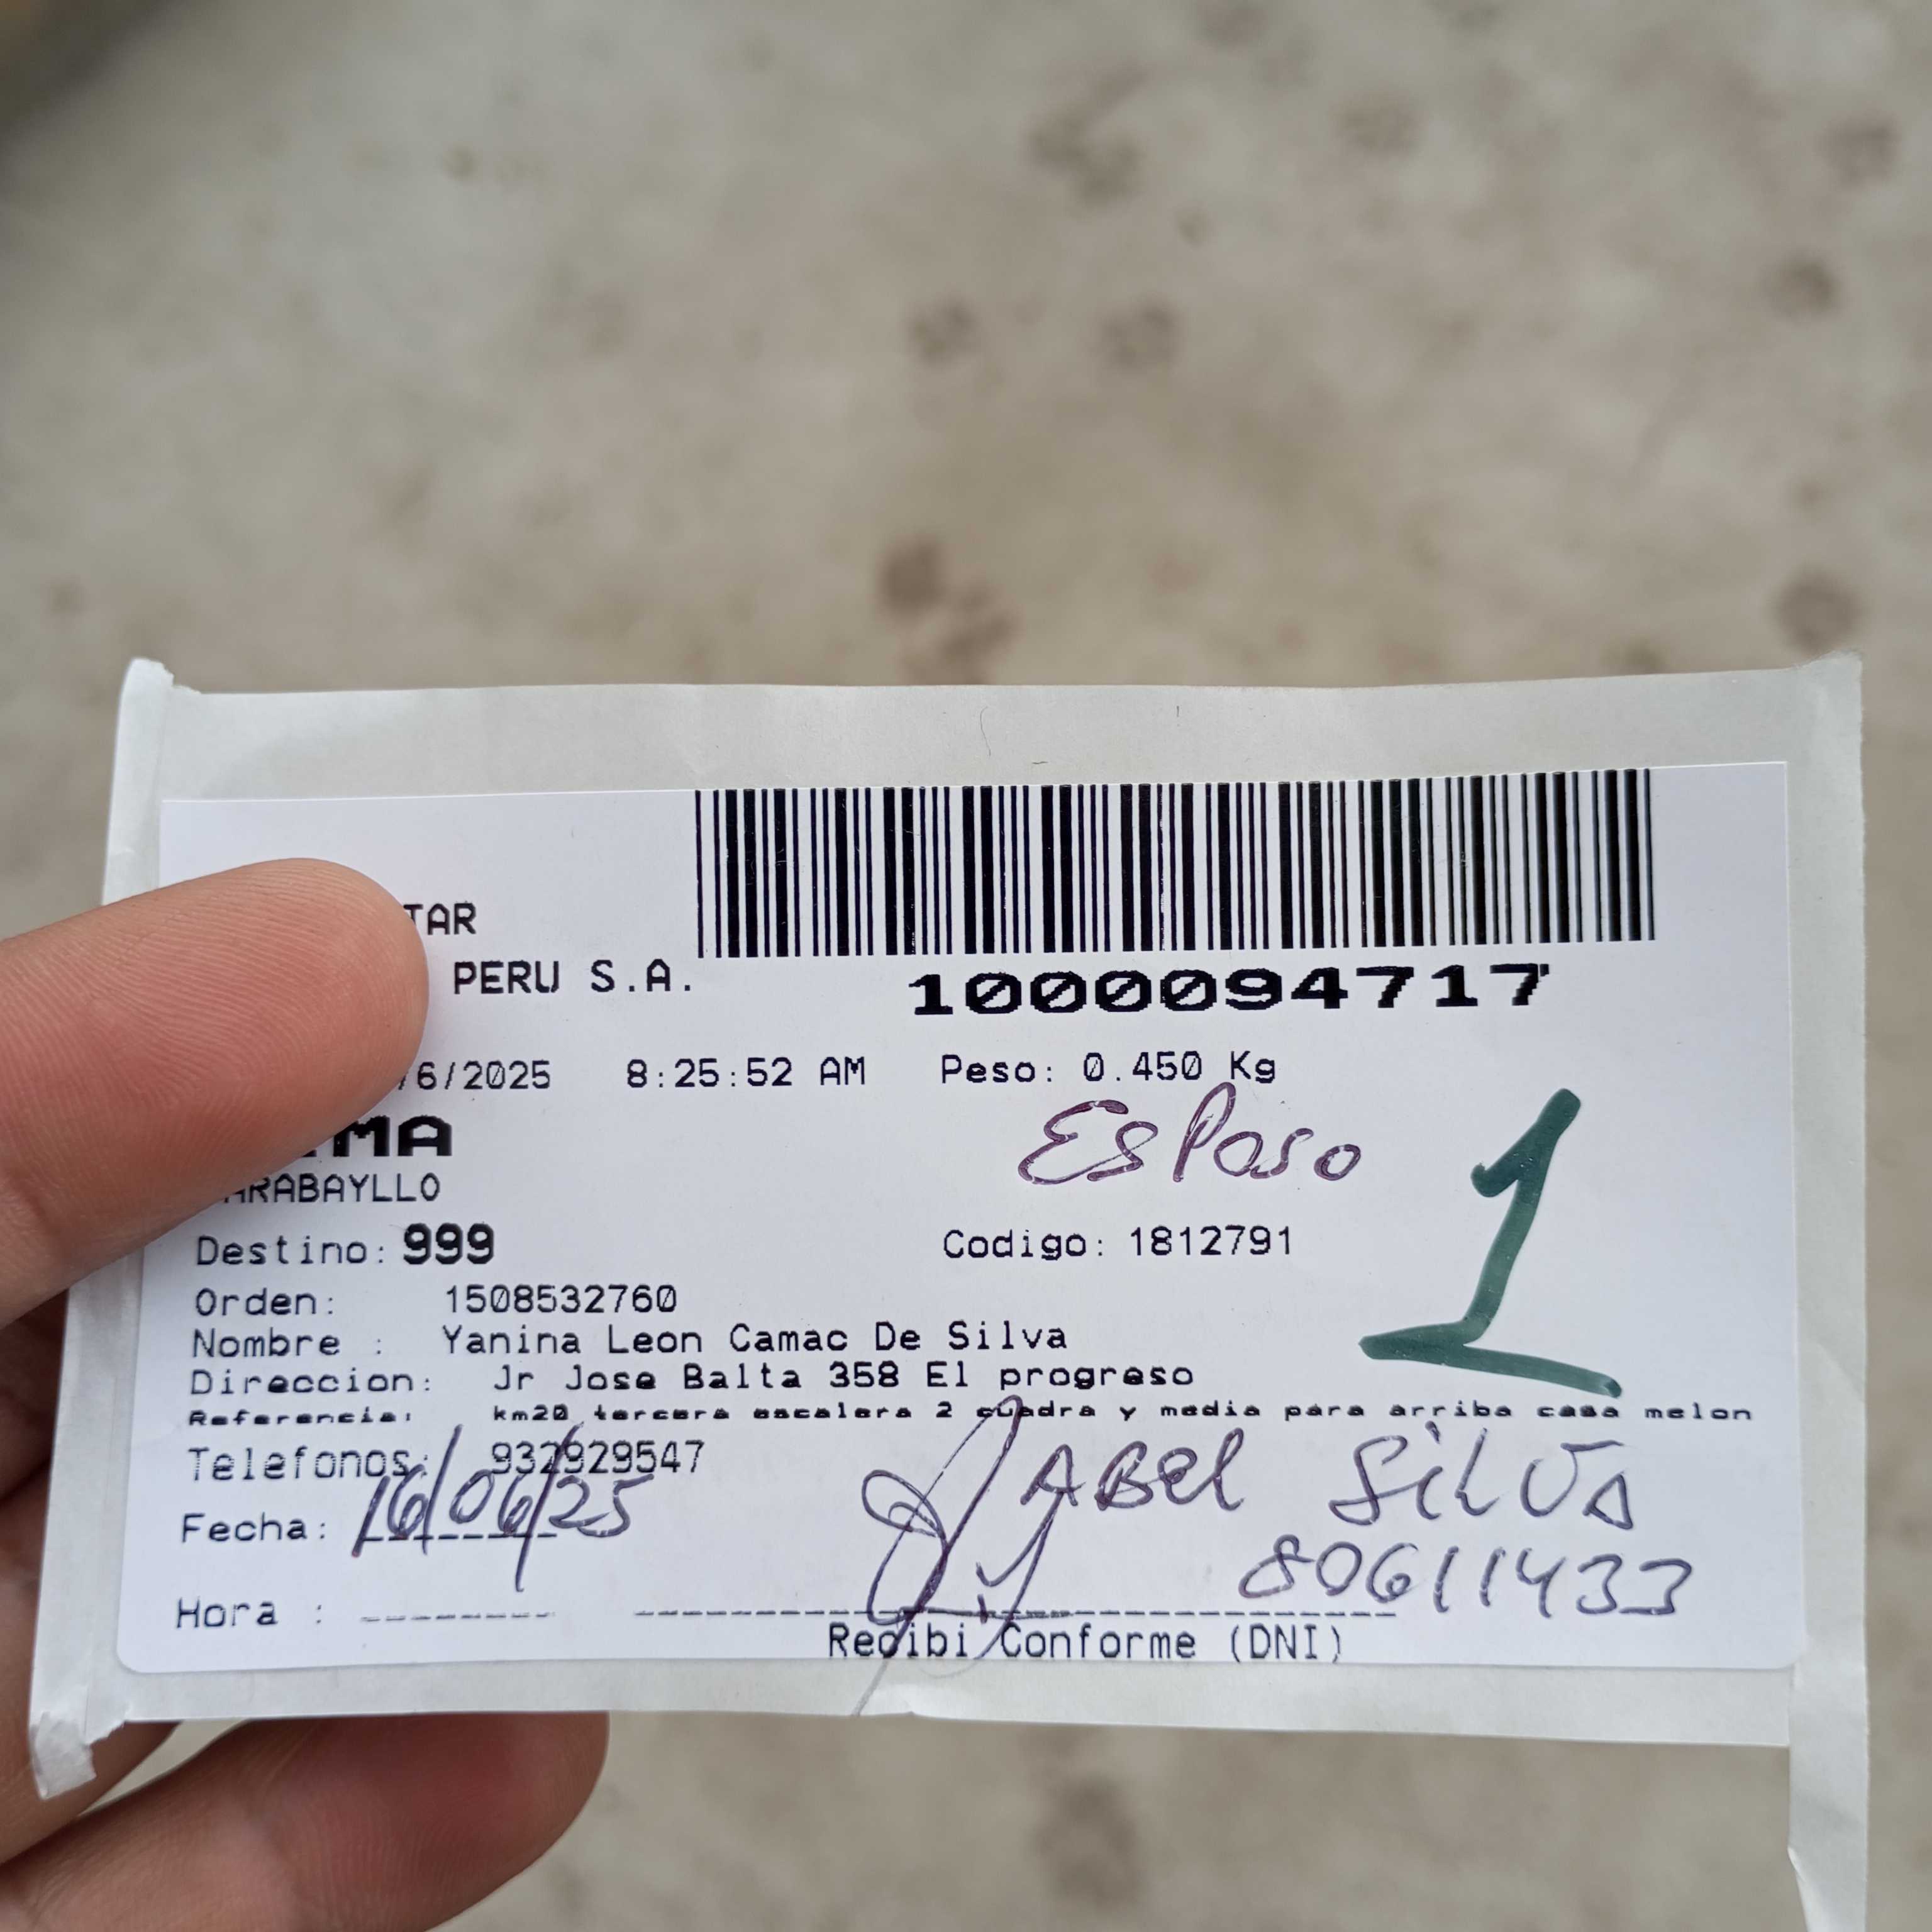 TAR
PERU S.A.
1000094717
/6/2025 8:25:52 AM Peso: 0.450 Kg
MA
Esposo
ARABAYLLO
1
Destino: 999 Codigo: 1812791
Orden: 1508532760
Nombre : Yanina Leon Camac De Silva
Direccion: Jr Jose Balta 358 El progreso
Referencia: km20 tercera escalera 2 cuadra y media para arriba casa melon
Telefonos: 932929547
ABel SiLVA
Fecha: 16/06/25
80611433
Hora :
Recibi Conforme (DNI)